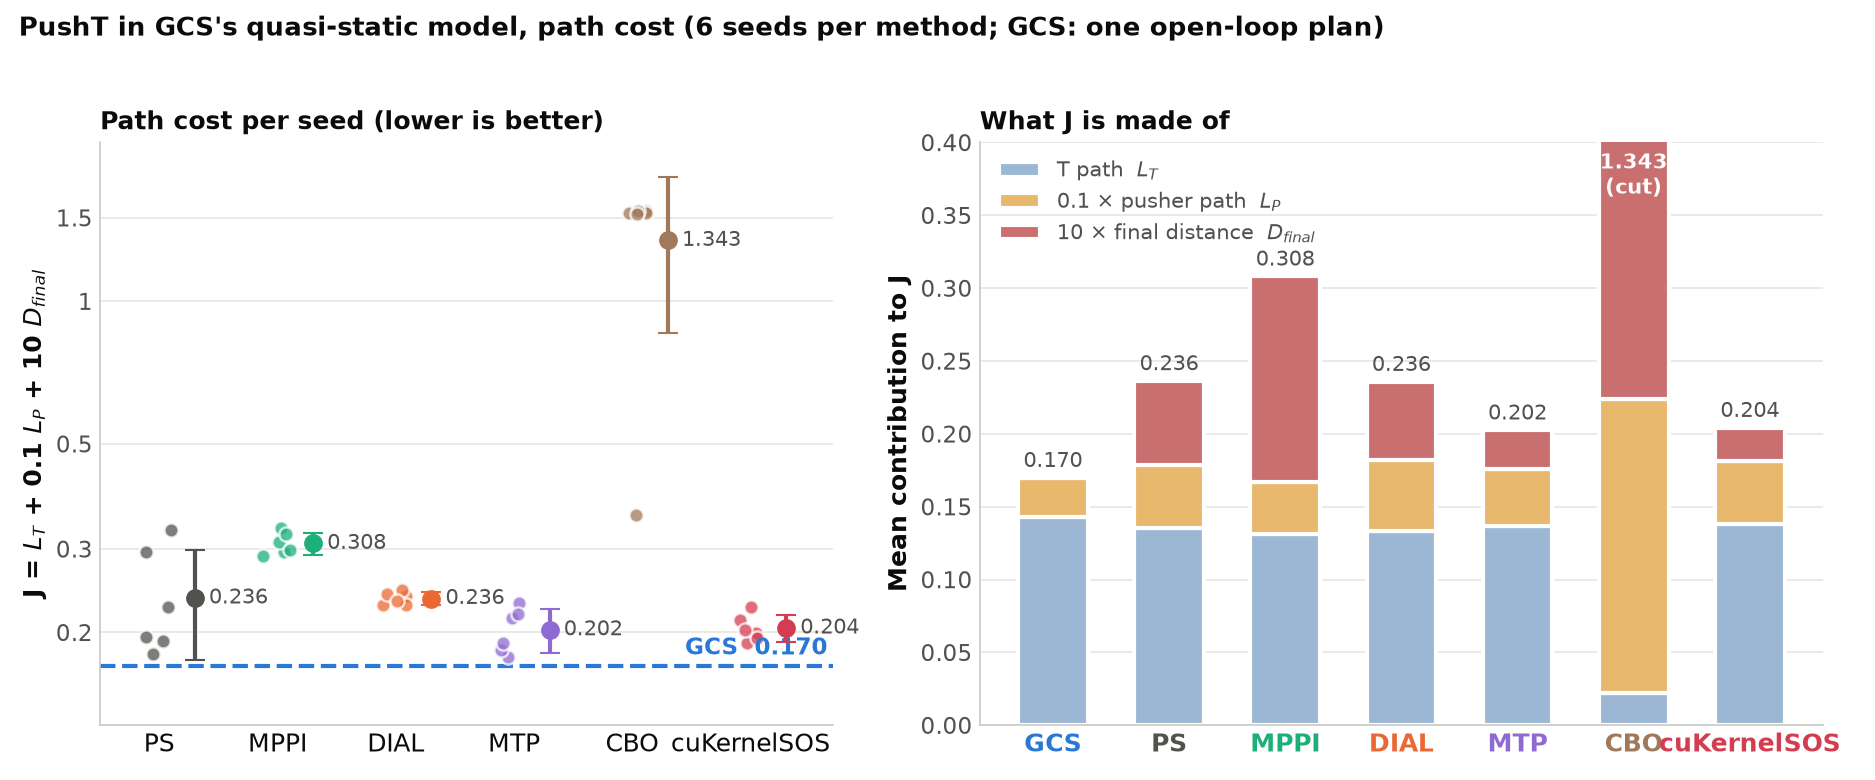 PushT in GCS's quasi-static model, path cost (6 seeds per method; GCS: one open-loop plan)
Path cost per seed (lower is better)
J = L_T + 0.1 L_P + 10 D_final
1.5
1
0.5
0.3
0.2
0.236
0.308
0.236
0.202
1.343
0.204
GCS 0.170
PS MPPI DIAL MTP CBO cuKernelSOS
What J is made of
Mean contribution to J
0.40
0.35
0.30
0.25
0.20
0.15
0.10
0.05
0.00
T path L_T
0.1 × pusher path L_P
10 × final distance D_final
0.170
0.236
0.308
0.236
0.202
1.343
(cut)
0.204
GCS PS MPPI DIAL MTP CBO cuKernelSOS